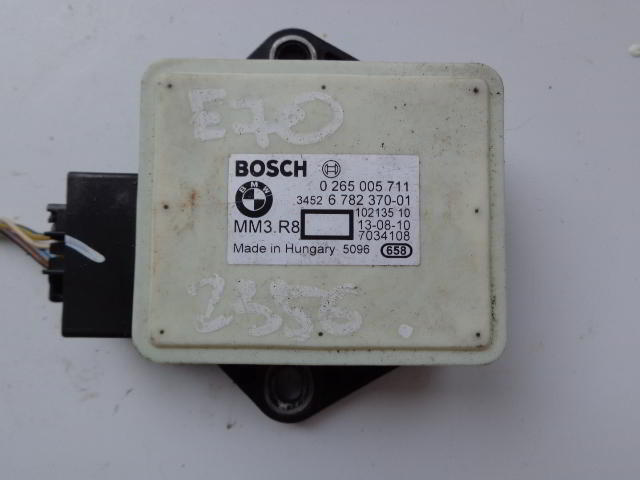 E70
BOSCH
BMW
0 265 005 711
3452 6 782 370-01
102135 10
MM3.R8 13-08-10
7034108
Made in Hungary 5096 658
2356.